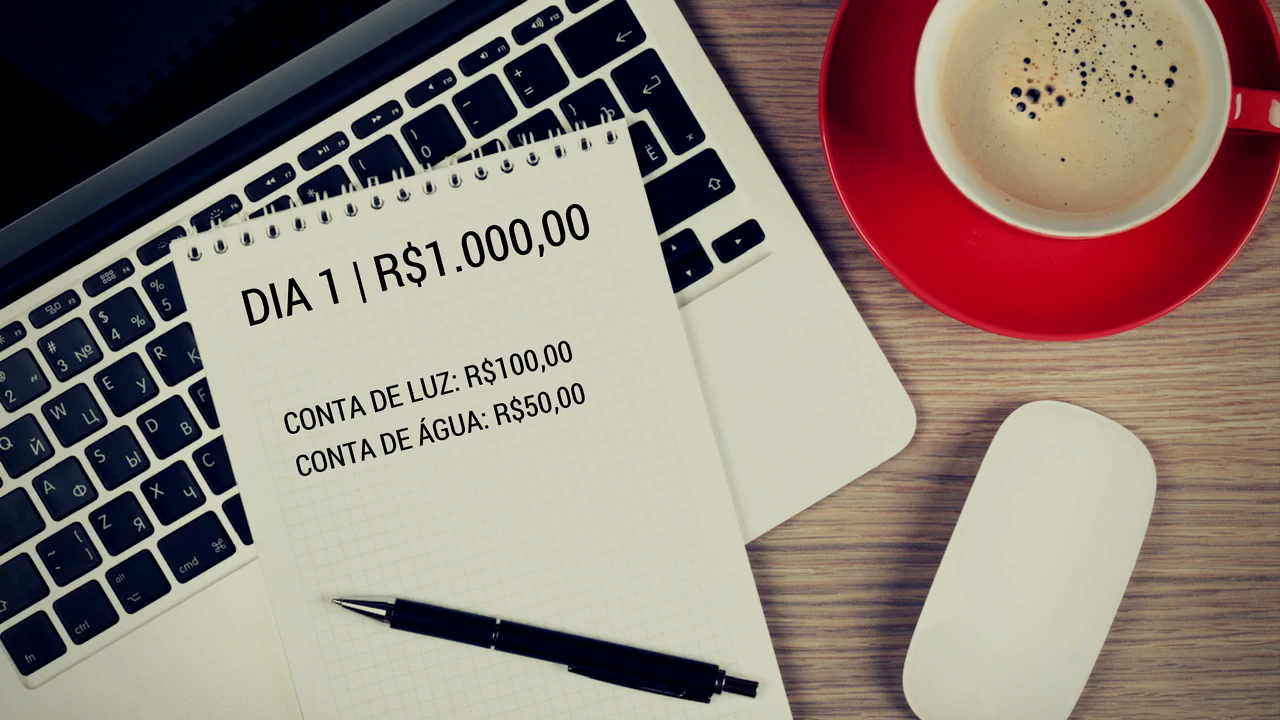 DIA 1 | R$1.000,00
CONTA DE LUZ: R$100,00
CONTA DE ÁGUA: R$50,00